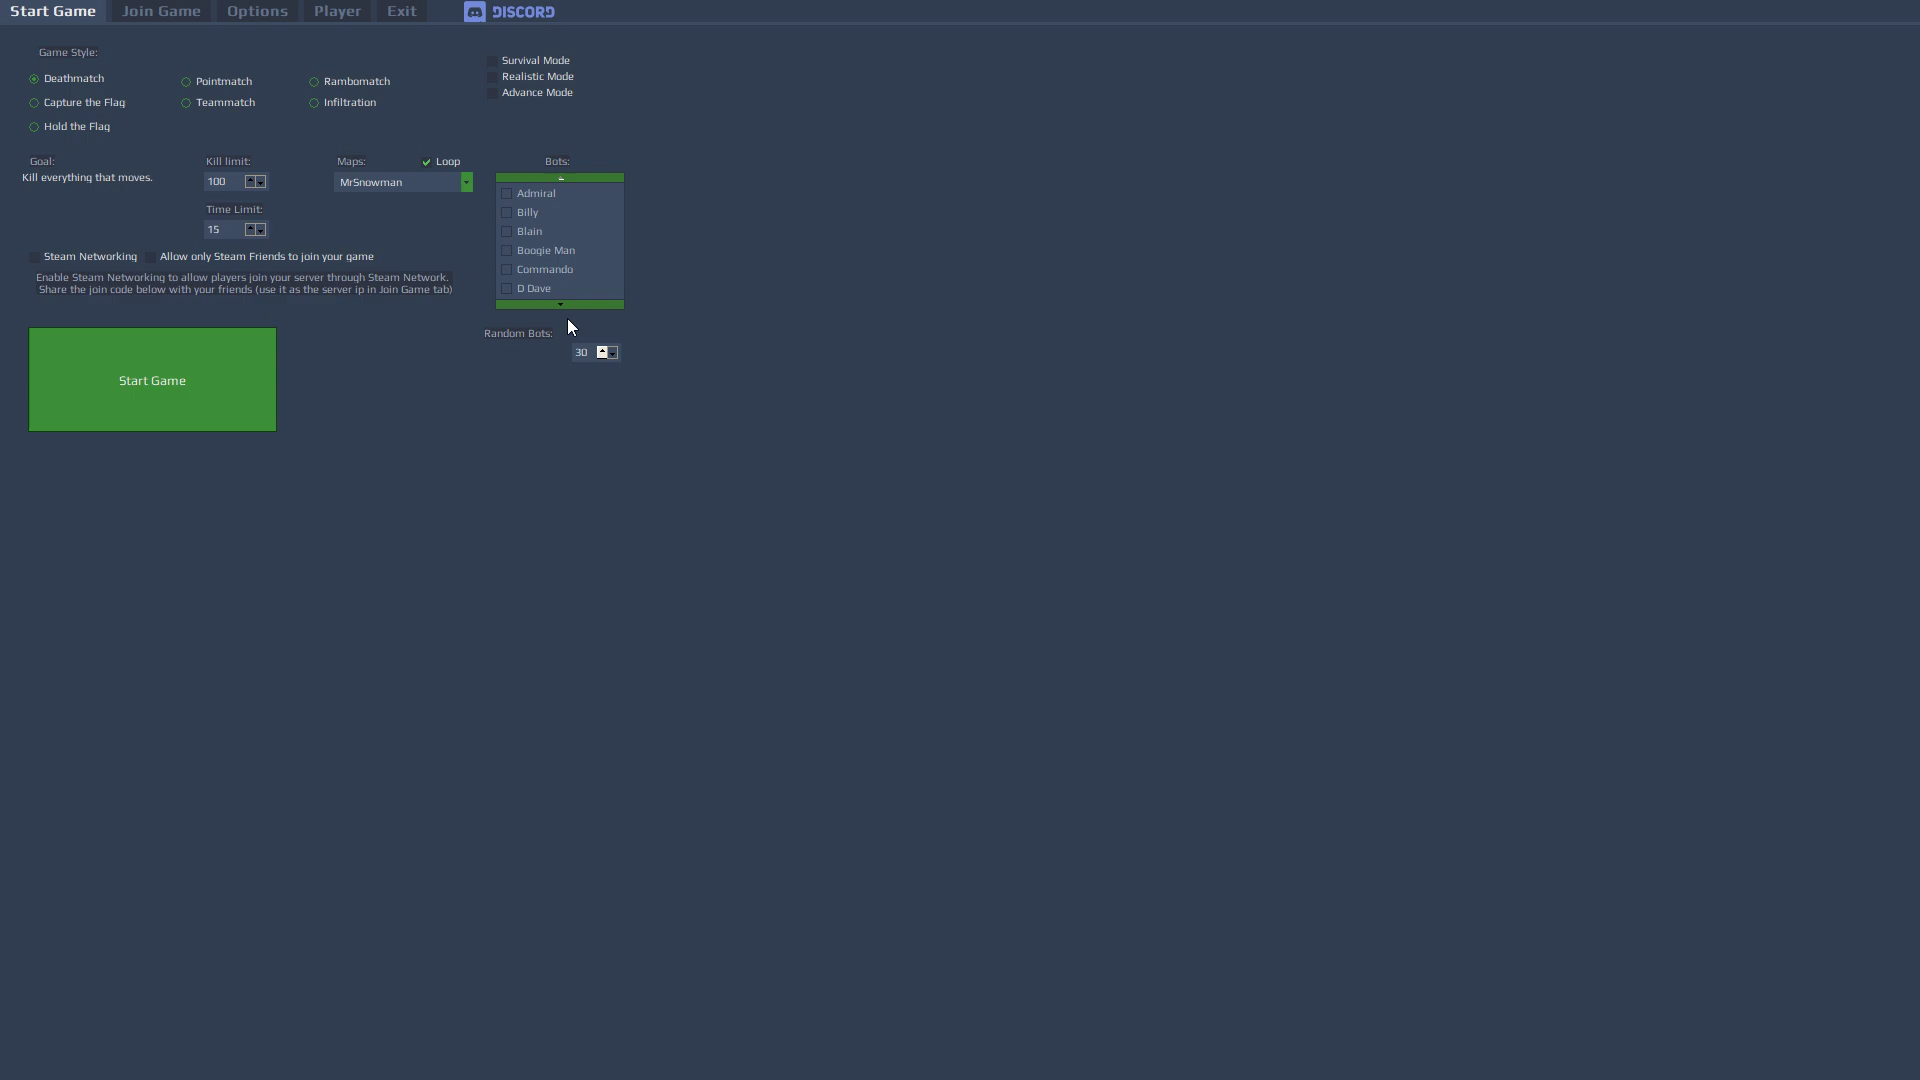 Start Game Join Game Options Player Exit DISCORD
Game Style:
Deathmatch Pointmatch Rambomatch
Capture the Flag Teammatch Infiltration
Hold the Flag
Survival Mode
Realistic Mode
Advance Mode
Goal:
Kill everything that moves.
Kill limit:
100
Time Limit:
15
Maps: Loop
MrSnowman
Bots:
Admiral
Billy
Blain
Boogie Man
Commando
D Dave
Steam Networking Allow only Steam Friends to join your game
Enable Steam Networking to allow players join your server through Steam Network.
Share the join code below with your friends (use it as the server ip in Join Game tab)
Random Bots:
30
Start Game